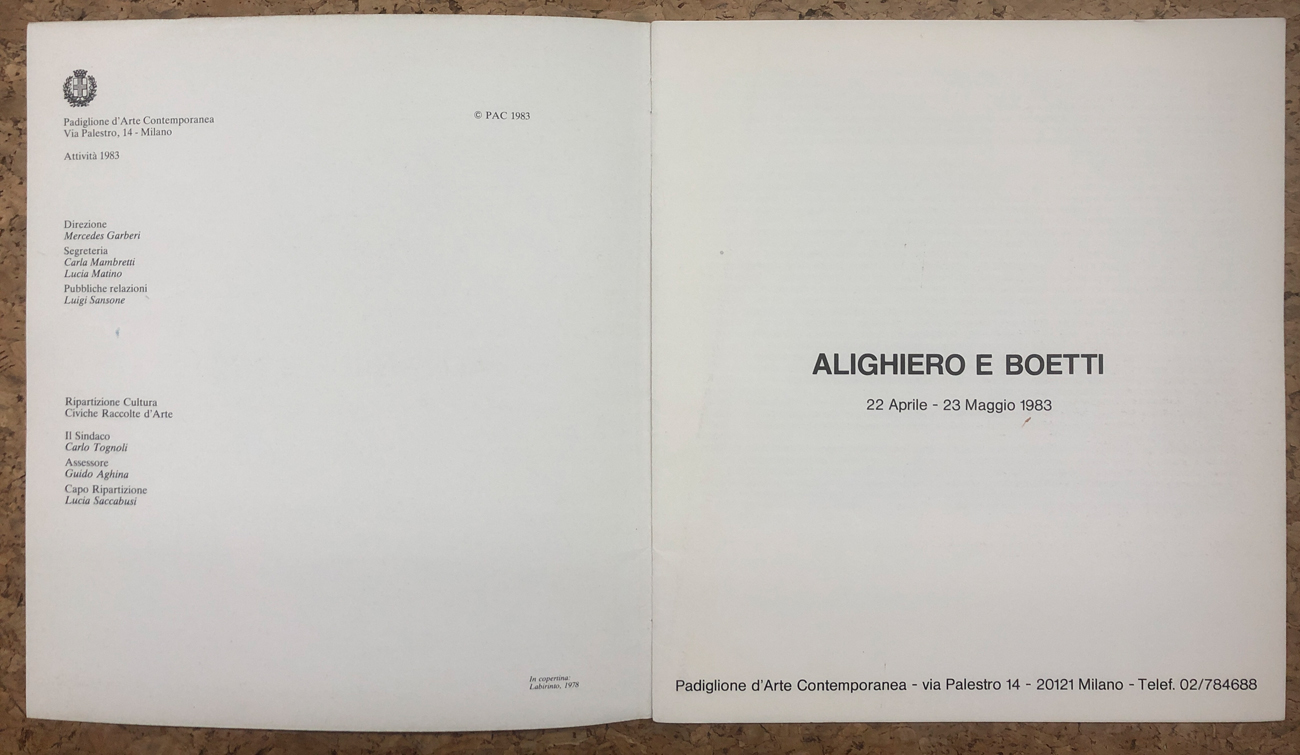 Padiglione d'Arte Contemporanea
Via Palestro, 14 - Milano
Attività 1983
© PAC 1983
Direzione
Mercedes Garberi
Segreteria
Carla Mambretti
Lucia Matino
Pubbliche relazioni
Luigi Sansone
Ripartizione Cultura
Civiche Raccolte d'Arte
Il Sindaco
Carlo Tognoli
Assessore
Guido Aghina
Capo Ripartizione
Lucia Saccabusi
In copertina:
Labirinto, 1978
ALIGHIERO E BOETTI
22 Aprile - 23 Maggio 1983
Padiglione d'Arte Contemporanea - via Palestro 14 - 20121 Milano - Telef. 02/784688